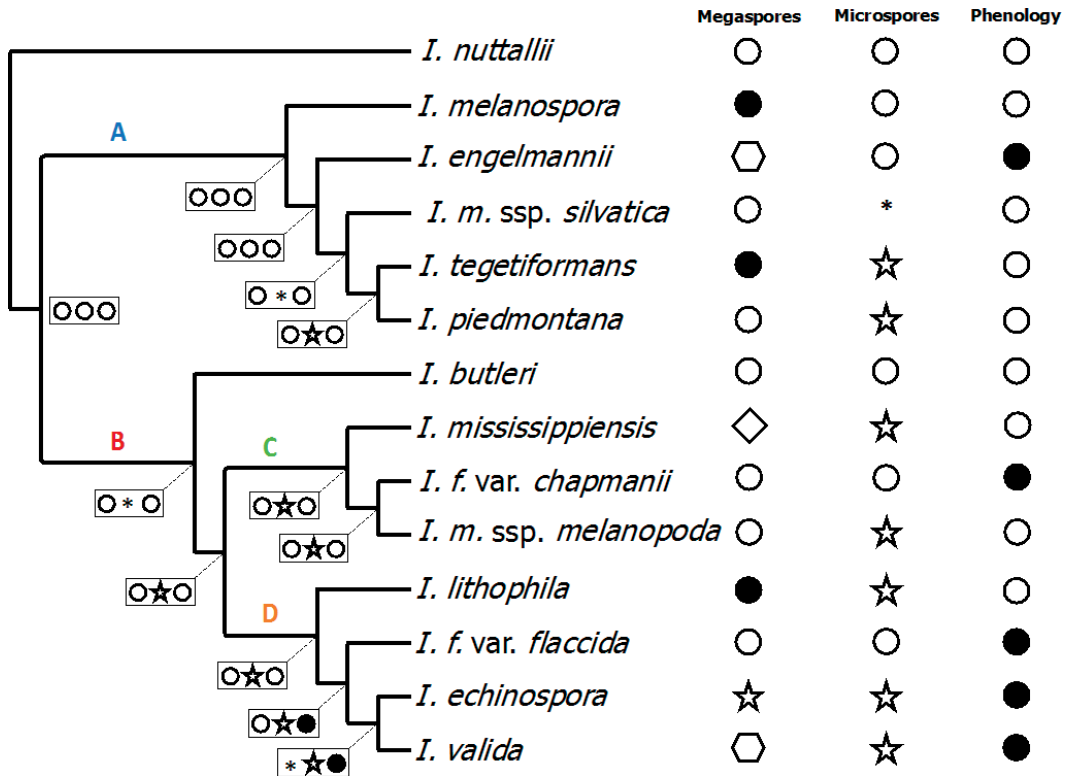 Megaspores Microspores Phenology
I. nuttallii
I. melanospora
A
I. engelmannii
I. m. ssp. silvatica
*
I. tegetiformans
*
I. piedmontana
I. butleri
I. mississippiensis
B
C
I. f. var. chapmanii
*
I. m. ssp. melanopoda
I. lithophila
D
I. f. var. flaccida
I. echinospora
I. valida
*